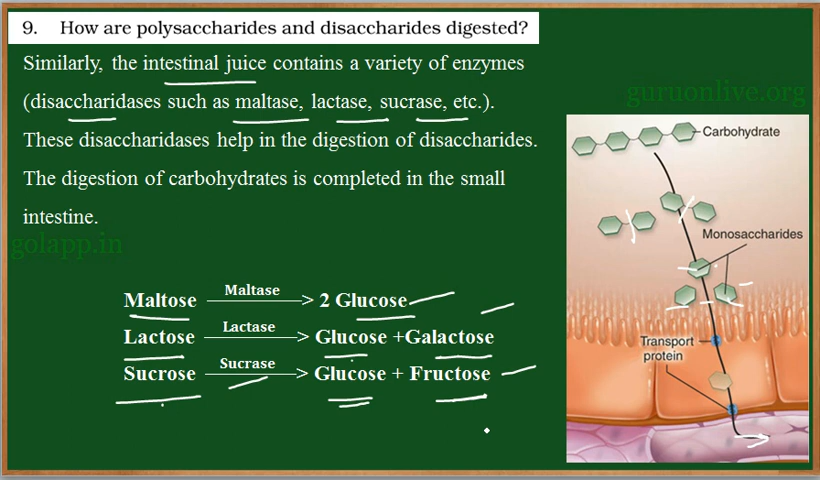 9. How are polysaccharides and disaccharides digested?
Similarly, the intestinal juice contains a variety of enzymes
(disaccharidases such as maltase, lactase, sucrase, etc.).
guruonlive.org
These disaccharidases help in the digestion of disaccharides.
The digestion of carbohydrates is completed in the small
intestine.
golapp.in
Maltose Maltase > 2 Glucose
Lactose Lactase > Glucose +Galactose
Sucrose Sucrase > Glucose + Fructose
Carbohydrate
Monosaccharides
Transport
protein